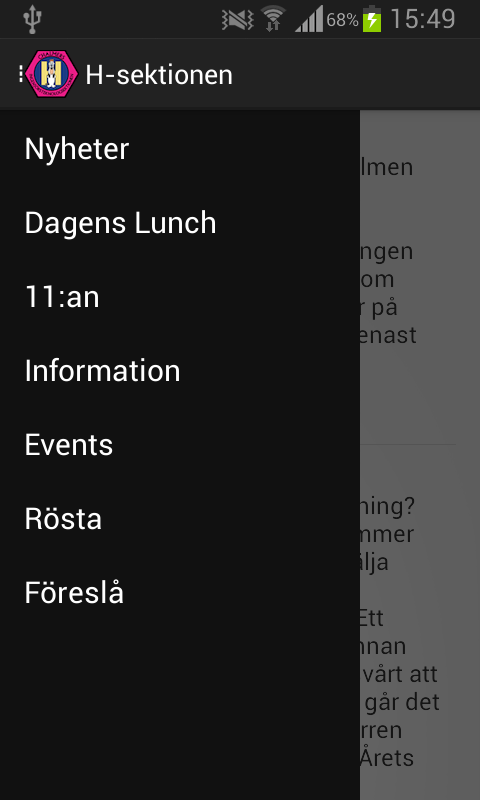 68%
15:49
H-sektionen
Nyheter
Dagens Lunch
11:an
Information
Events
Rösta
Föreslå
lmen
ngen
om
på
enast
ning?
mmer
älja
Ett
nnan
vårt att
går det
rren
Årets